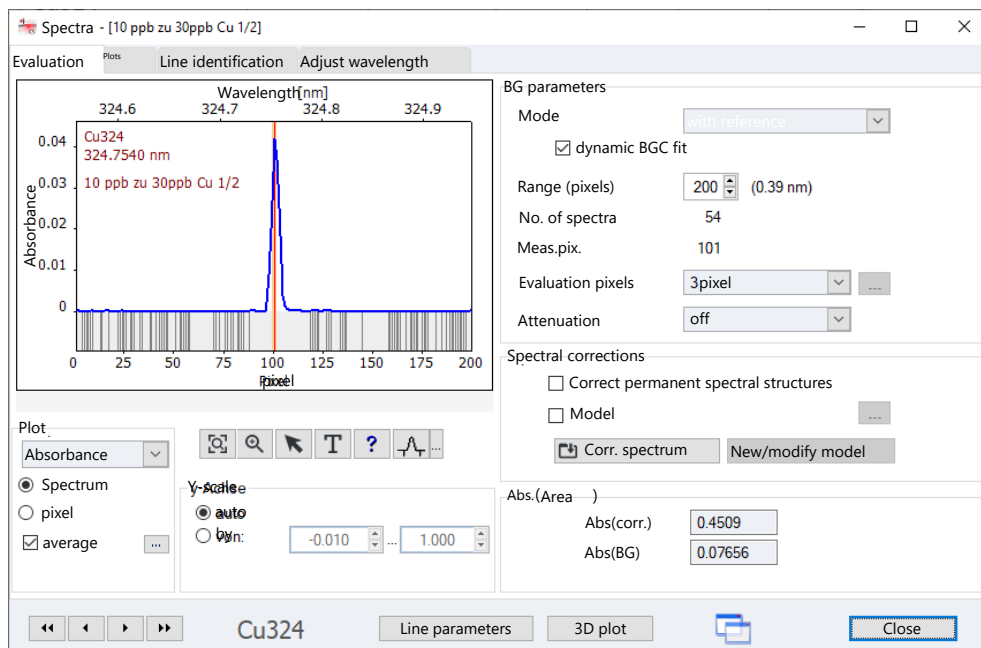 Spectra - [10 ppb zu 30ppb Cu 1/2]
Evaluation
Plots
Line identification
Adjust wavelength
Wavelength[nm]
324.6 324.7 324.8 324.9
Cu324
324.7540 nm
10 ppb zu 30ppb Cu 1/2
Absorbance
0.04
0.03
0.02
0.01
0
0 25 50 75 100 125 150 175 200
pixel
BG parameters
Mode with reference
dynamic BGC fit
Range (pixels) 200 (0.39 nm)
No. of spectra 54
Meas.pix. 101
Evaluation pixels 3pixel ...
Attenuation off
Spectral corrections
Correct permanent spectral structures
Model ...
Corr. spectrum New/modify model
Plot
Absorbance
Spectrum
pixel
average ...
T ? ...
Y-scale
auto
by
von: -0.010 ... 1.000
Abs.(Area )
Abs(corr.) 0.4509
Abs(BG) 0.07656
Cu324 Line parameters 3D plot Close